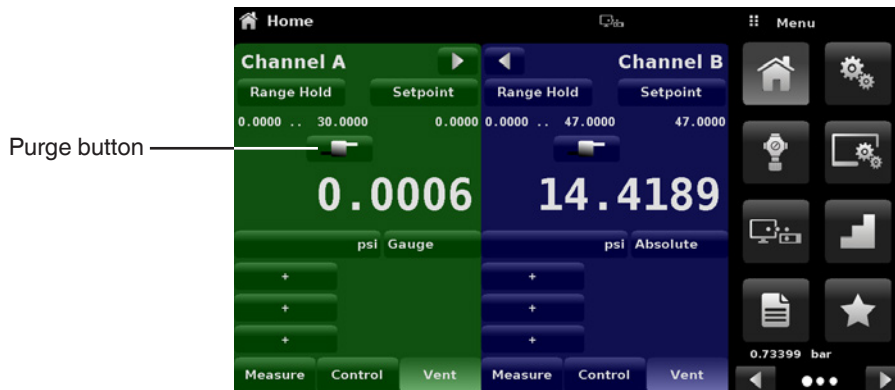 Home
Menu
Channel A
Channel B
Range Hold
Setpoint
Range Hold
Setpoint
0.0000 .. 30.0000
0.0000
0.0000 .. 47.0000
47.0000
Purge button
0.0006
14.4189
psi
Gauge
psi
Absolute
+
+
+
+
+
+
0.73399 bar
Measure
Control
Vent
Measure
Control
Vent